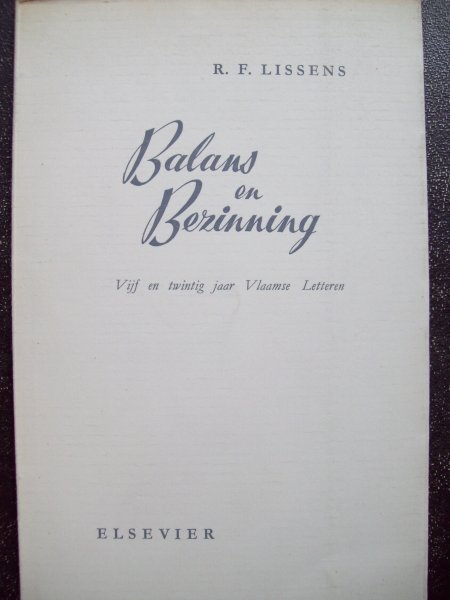 R. F. LISSENS
Balans
en
Bezinning
Vijf en twintig jaar Vlaamse Letteren
ELSEVIER